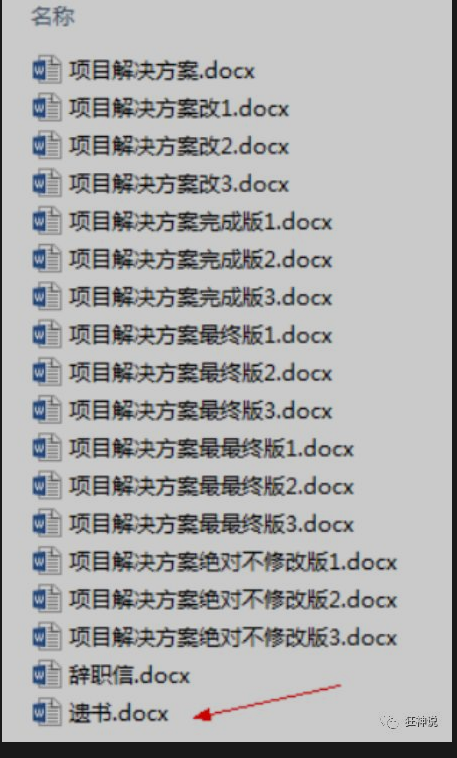 名称
项目解决方案.docx
项目解决方案改1.docx
项目解决方案改2.docx
项目解决方案改3.docx
项目解决方案完成版1.docx
项目解决方案完成版2.docx
项目解决方案完成版3.docx
项目解决方案最终版1.docx
项目解决方案最终版2.docx
项目解决方案最终版3.docx
项目解决方案最最终版1.docx
项目解决方案最最终版2.docx
项目解决方案最最终版3.docx
项目解决方案绝对不修改版1.docx
项目解决方案绝对不修改版2.docx
项目解决方案绝对不修改版3.docx
辞职信.docx
遗书.docx
狂神说